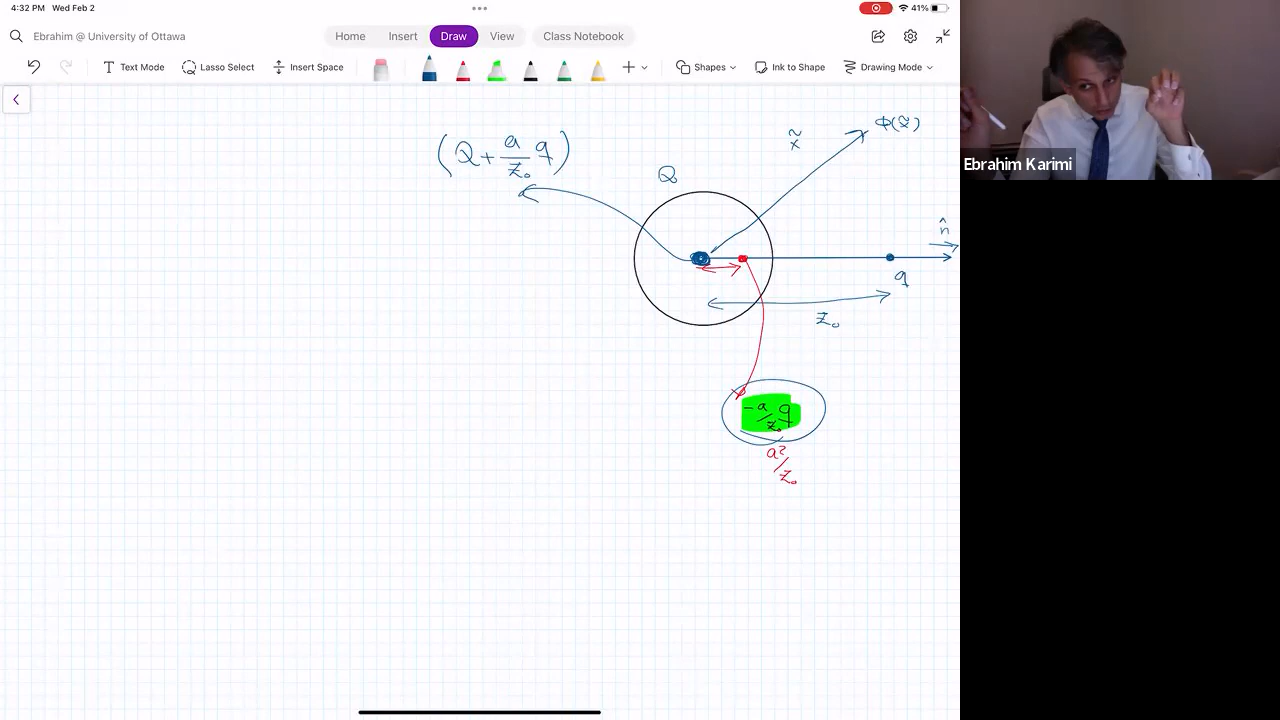 4:32 PM Wed Feb 2
41%
Ebrahim @ University of Ottawa
Home Insert Draw View Class Notebook
Text Mode Lasso Select Insert Space Shapes Ink to Shape Drawing Mode
(Q + a/z₀ q)
Q
x̃
Φ(x̃)
n̂
q
z₀
-a/z₀ q
a²/z₀
Ebrahim Karimi